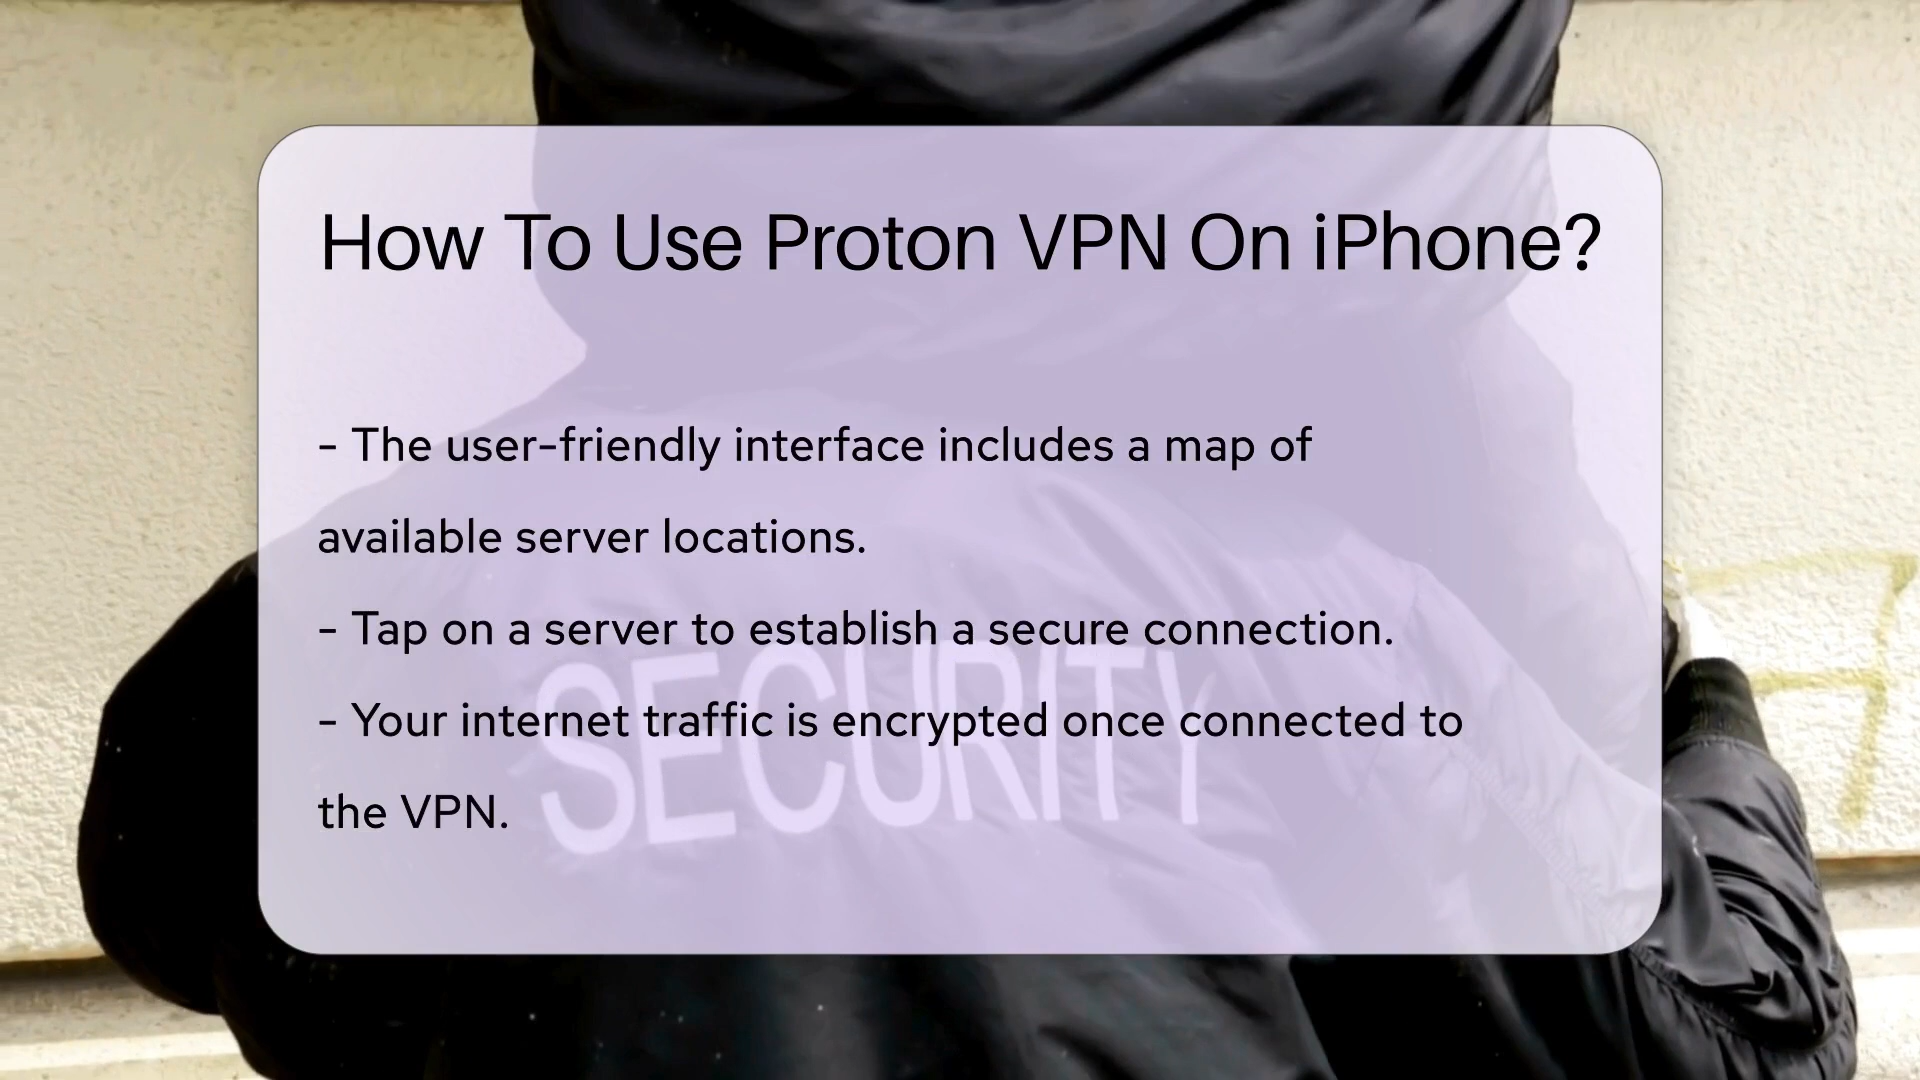 How To Use Proton VPN On iPhone?
- The user-friendly interface includes a map of
available server locations.
- Tap on a server to establish a secure connection.
- Your internet traffic is encrypted once connected to
the VPN.
SECURITY